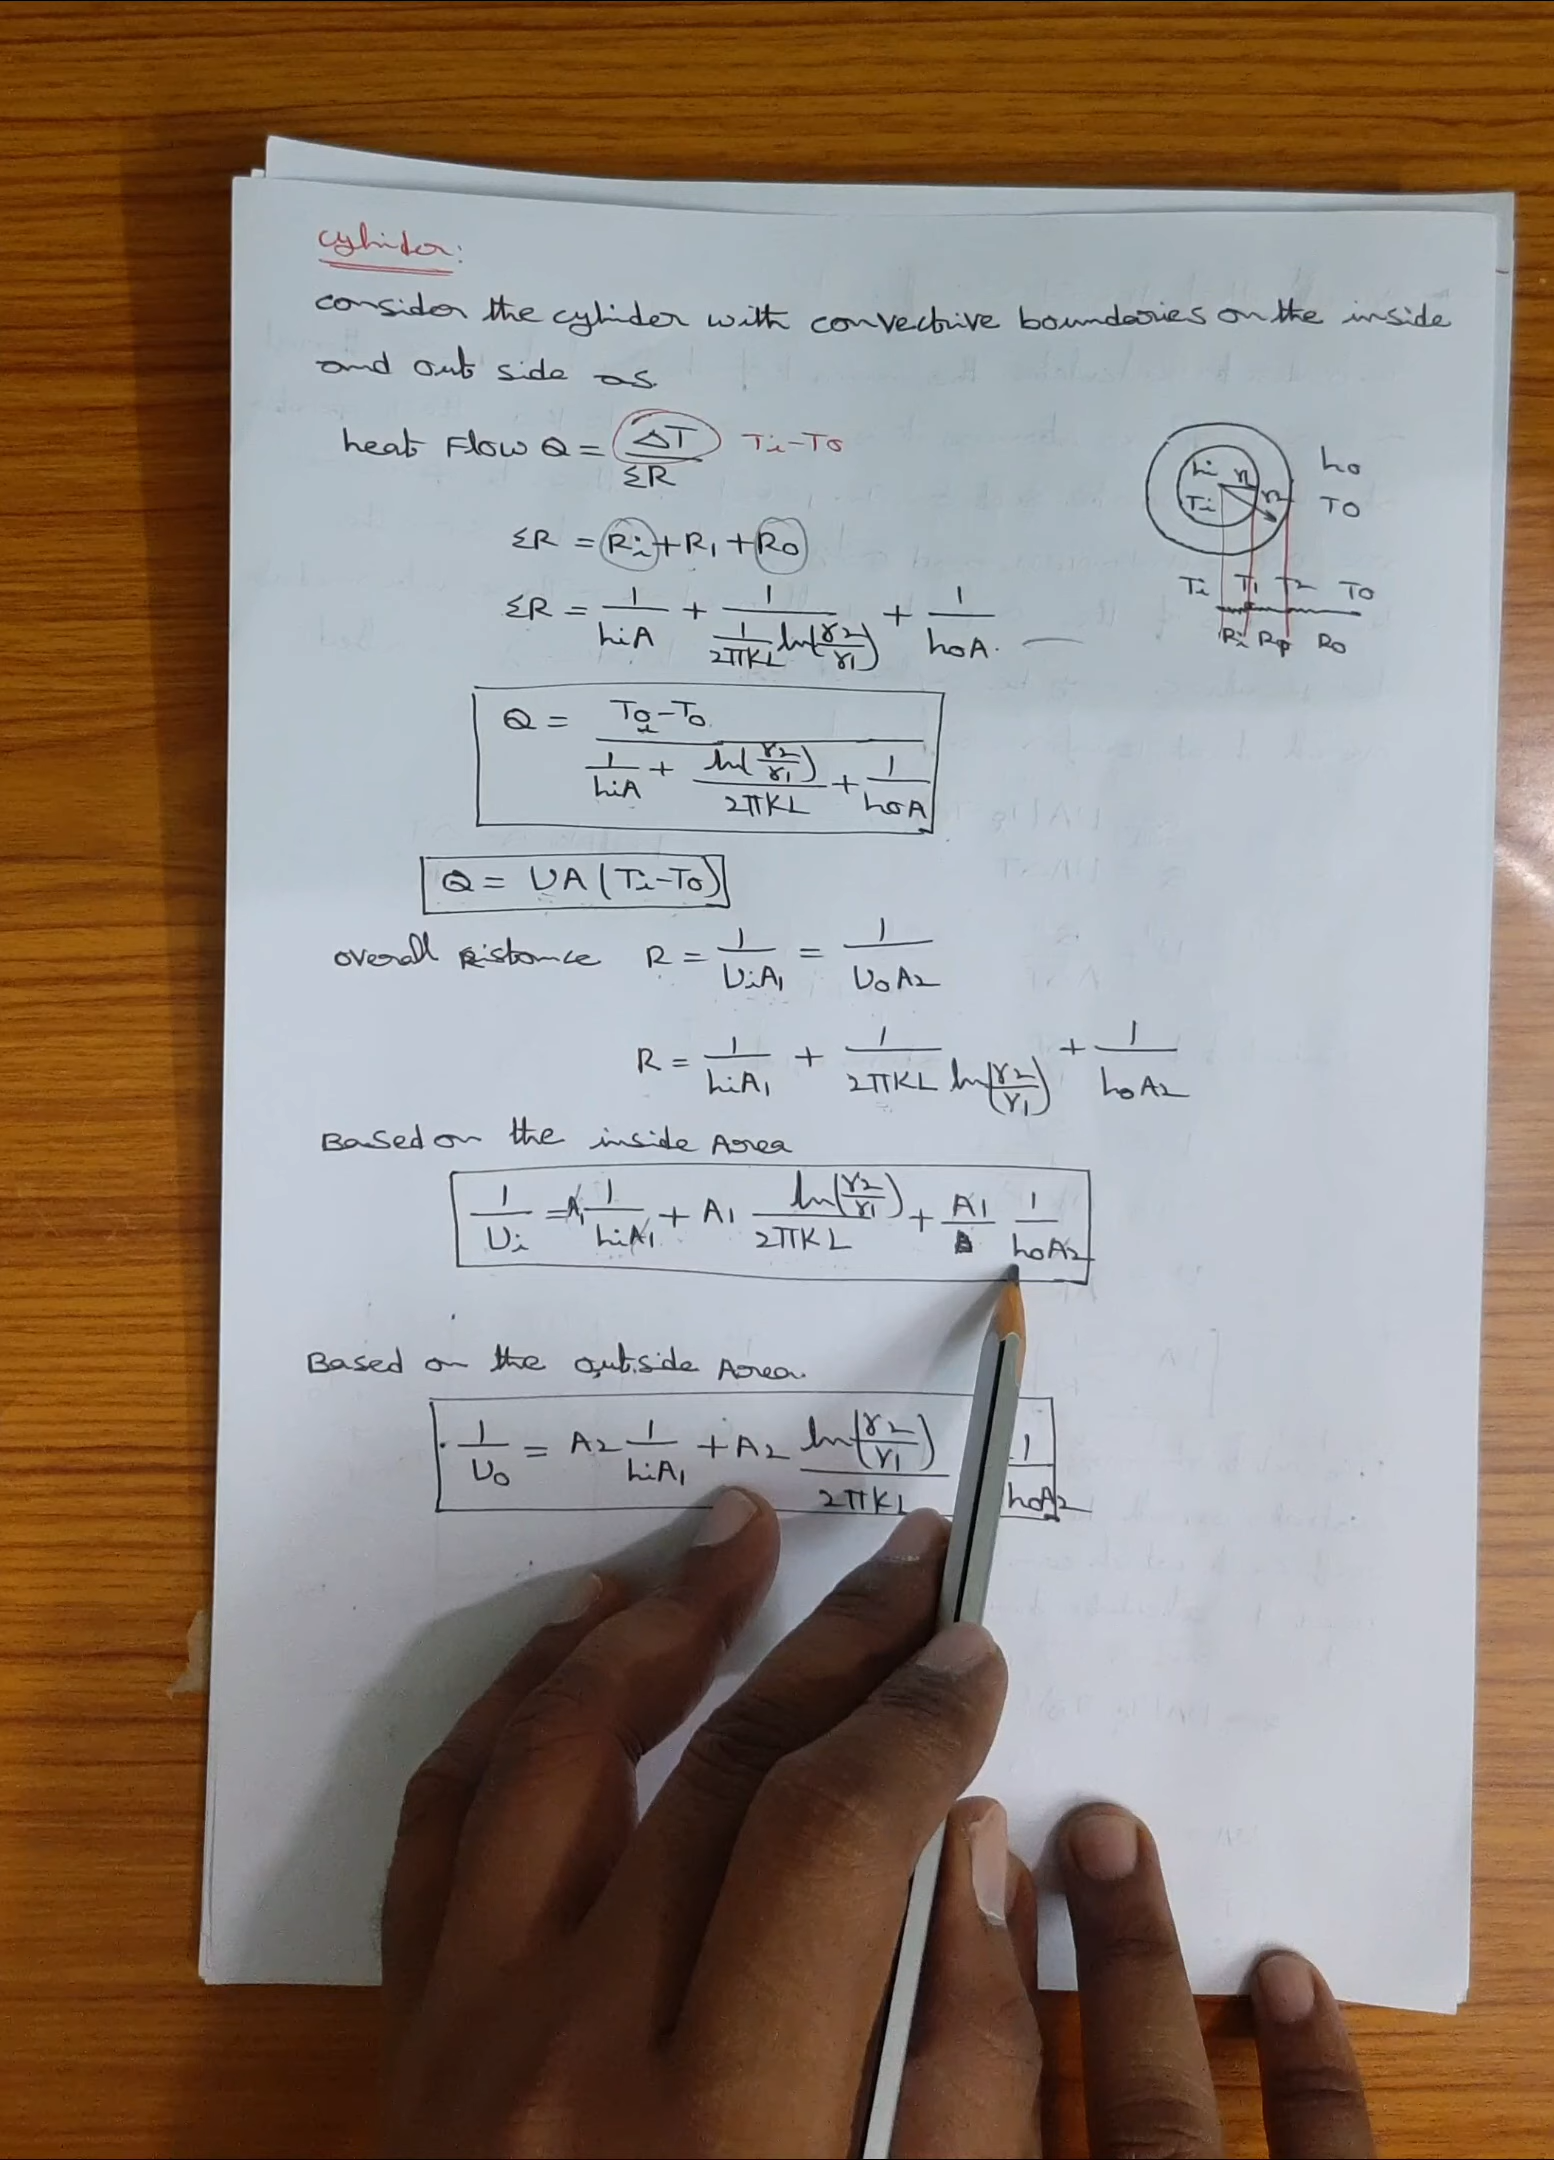 cylinder:
consider the cylinder with convective boundaries on the inside
and out side as
heat Flow Q = ΔT / ΣR Ti-To
hi r1 r2 ho
Ti To
ΣR = Ri + R1 + Ro
Ti T1 T2 To
ΣR = 1/hiA + 1/(1/2πKL ln(r2/r1)) + 1/hoA.
Ri Ro
Q = (Ti-To) / (1/hiA + ln(r2/r1)/2πKL + 1/hoA)
Q = UA(Ti-To)
overall R = 1/UiA1 = 1/UoA2
R = 1/hiA1 + 1/2πKL ln(r2/r1) + 1/hoA2
Based on the inside Area
1/Ui = A1 1/hiA1 + A1 ln(r2/r1)/2πKL + A1 1/hoA2
Based on the outside Area.
1/Uo = A2 1/hiA1 + A2 ln(r2/r1)/2πKL 1/hoA2